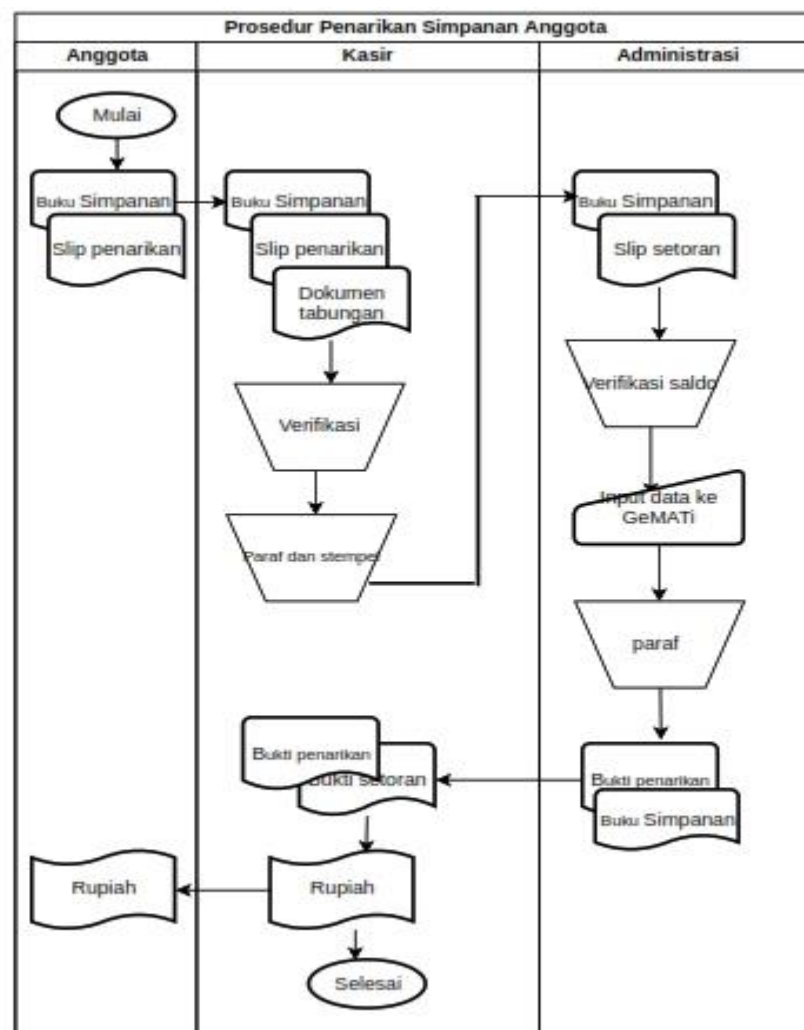 Prosedur Penarikan Simpanan Anggota
Anggota
Kasir
Administrasi
Mulai
Buku Simpanan
Slip penarikan
Buku Simpanan
Slip penarikan
Dokumen
tabungan
Verifikasi
Paraf dan stempel
Buku Simpanan
Slip setoran
Verifikasi saldo
Input data ke
GeMATi
paraf
Bukti penarikan
Buku Simpanan
Bukti penarikan
Bukti setoran
Rupiah
Rupiah
Selesai